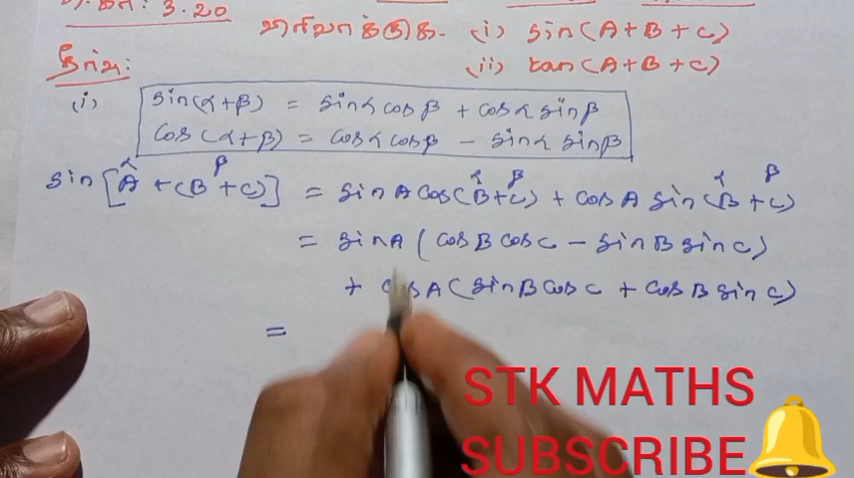 3.20
விரிவாக்குக. (i) sin(A+B+C)
தீர்வு: (ii) tan(A+B+C)
(i) sin(α+β) = sinα cosβ + cosα sinβ
cos(α+β) = cosα cosβ - sinα sinβ
α β α β α β
sin[A+(B+C)] = sinA cos(B+C) + cosA sin(B+C)
= sinA (cosB cosC - sinB sinC)
+ cosA (sinB cosC + cosB sinC)
=
STK MATHS
SUBSCRIBE